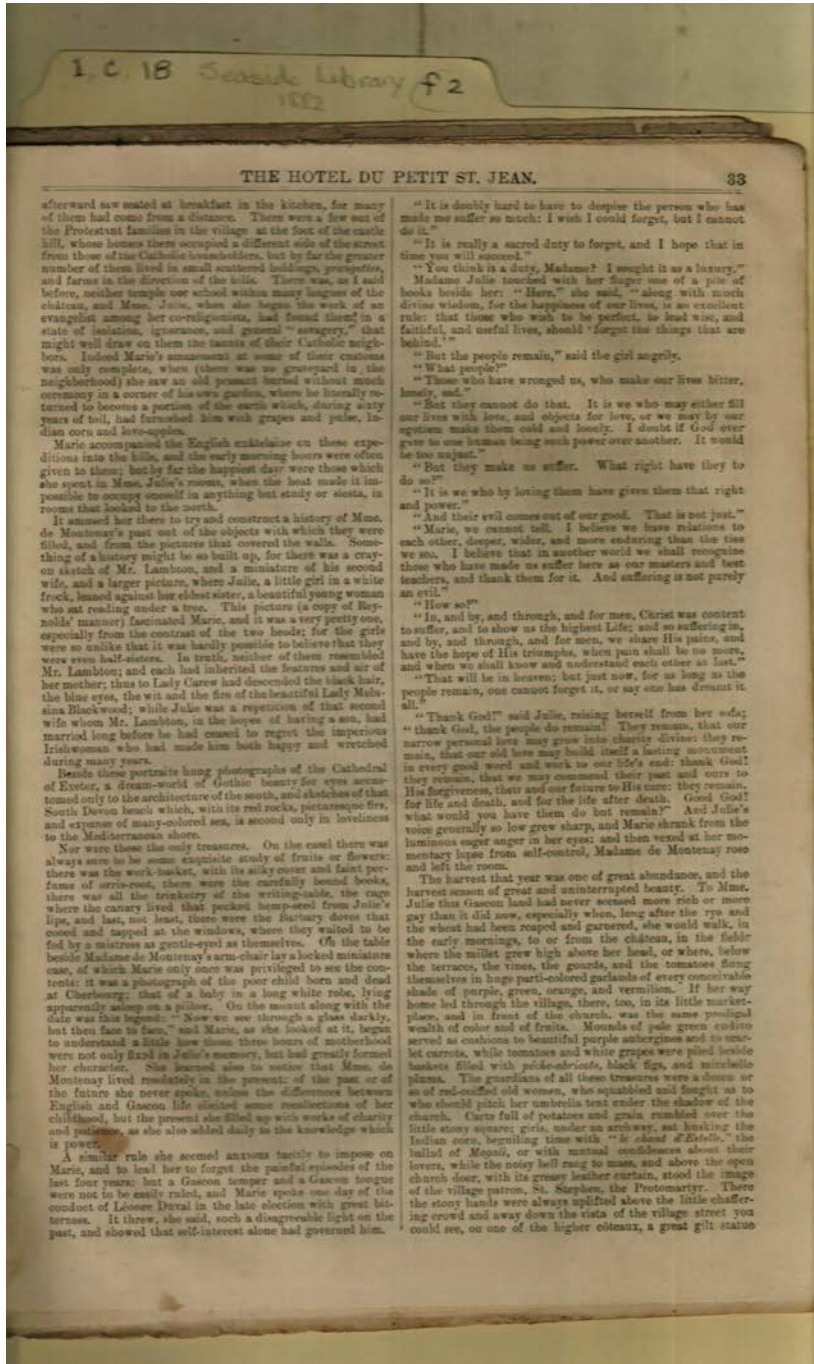 1, C, 18 Seaside Library f 2
1882
THE HOTEL DU PETIT ST. JEAN.
33
afterward saw seated at breakfast in the kitchen, for many
of them had come from a distance. There were a few out of
the Protestant families in the village at the foot of the castle
hill, whose houses them occupied a different side of the street
from those of the Catholic householders, but by far the greater
number of them lived in small scattered holdings,
and farms in the direction of the hills. There was, as I said
before, neither temple nor school within many leagues of the
château, and Mme. Julie, when she began the work of an
evangelist among her co-religionists, had found them in a
state of isolation, ignorance, and general "savagery," that
might well draw on them the taunts of their Catholic neigh-
bors. Indeed Marie's amazement at some of their customs
was only complete, when (there was no graveyard in the
neighborhood) she saw an old peasant buried without much
ceremony in a corner of his own garden, where he literally re-
turned to become a portion of the earth which, during sixty
years of toil, had furnished him with grapes and pulse, In-
dian corn and love-apples.
Marie accompanied the English châtelaine on these expe-
ditions into the hills, and the early morning hours were often
given to these; but by far the happiest days were those which
she spent in Mme. Julie's rooms, when the heat made it im-
possible to occupy oneself in anything but study or siesta, in
rooms that looked to the north.
It amused her there to try and construct a history of Mme.
de Montenay's past out of the objects with which they were
filled, and from the pictures that covered the walls. Some-
thing of a history might be so built up, for there was a cray-
on sketch of Mr. Lambton, and a miniature of his second
wife, and a larger picture, where Julie, a little girl in a white
frock, leaned against her eldest sister, a beautiful young woman
who sat reading under a tree. This picture (a copy of Rey-
nolds' manner) fascinated Marie, and it was a very pretty one,
especially from the contrast of the two heads; for the girls
were so unlike that it was hardly possible to believe that they
were even half-sisters. In truth, neither of them resembled
Mr. Lambton; and each had inherited the features and air of
her mother; thus to Lady Carew had descended the black hair,
the blue eyes, the wit and the fire of the beautiful Lady Melu-
sina Blackwood; while Julie was a repetition of that second
wife whom Mr. Lambton, in the hopes of having a son, had
married long before he had ceased to regret the imperious
Irishwoman who had made him both happy and wretched
during many years.
Beside these portraits hung photographs of the Cathedral
of Exeter, a dream-world of Gothic beauty for eyes accus-
tomed only to the architecture of the south, and sketches of that
South Devon beach which, with its red rocks, picturesque firs,
and expanse of many-colored sea, is second only in loveliness
to the Mediterranean shore.
Nor were these the only treasures. On the easel there was
always sure to be some exquisite study of fruits or flowers:
there was the work-basket, with its silky cover and faint per-
fume of orris-root, there were the carefully bound books,
there was all the trinketry of the writing-table, the cage
where the canary lived that pecked hemp-seed from Julie's
lips, and last, not least, there were the Barbary doves that
cooed and tapped at the windows, where they waited to be
fed by a mistress as gentle-eyed as themselves. On the table
beside Madame de Montenay's arm-chair lay a locked miniature
case, of which Marie only once was privileged to see the con-
tents: it was a photograph of the poor child born and dead
at Cherbourg; that of a baby in a long white robe, lying
apparently asleep on a pillow. On the mount along with the
date was this legend: "Now we see through a glass darkly,
but then face to face," and Marie, as she looked at it, began
to understand a little how those three hours of motherhood
were not only fixed in Julie's memory, but had greatly formed
her character. She learned also to notice that Mme. de
Montenay lived resolutely in the present: of the past or of
the future she never spoke, unless the differences between
English and Gascon life elicited some recollections of her
childhood, but the present she filled up with works of charity
and patience, as she also added daily to the knowledge which
is power.
A similar rule she seemed anxious tacitly to impose on
Marie, and to lead her to forget the painful episodes of the
last four years: but a Gascon temper and a Gascon tongue
were not to be easily ruled, and Marie spoke one day of the
conduct of Léonce Duval in the late election with great bit-
terness. It threw, she said, such a disagreeable light on the
past, and showed that self-interest alone had governed him.
"It is doubly hard to have to despise the person who has
made me suffer so much: I wish I could forget, but I cannot
do it."
"It is really a sacred duty to forget, and I hope that in
time you will succeed."
"You think is a duty, Madame? I sought it as a luxury."
Madame Julie touched with her finger one of a pile of
books beside her: "Here," she said, "along with much
divine wisdom, for the happiness of our lives, is an excellent
rule: that those who wish to be perfect, to lead wise, and
faithful, and useful lives, should 'forget the things that are
behind.'"
"But the people remain," said the girl angrily.
"What people?"
"Those who have wronged us, who make our lives bitter,
lonely, sad."
"But they cannot do that. It is we who may either fill
our lives with love, and objects for love, or we may by our
egotism make them cold and lonely. I doubt if God ever
give to one human being such power over another. It would
be too unjust."
"But they make us suffer. What right have they to
do so?"
"It is we who by loving them have given them that right
and power."
"And their evil comes out of our good. That is not just."
"Marie, we cannot tell. I believe we have relations to
each other, deeper, wider, and more enduring than the ties
we see. I believe that in another world we shall recognize
those who have made us suffer here as our masters and best
teachers, and thank them for it. And suffering is not purely
an evil."
"How so?"
"In, and by, and through, and for men, Christ was content
to suffer, and to show us the highest Life; and so suffering in,
and by, and through, and for men, we share His pains, and
have the hope of His triumphs, when pain shall be no more,
and when we shall know and understand each other at last."
"That will be in heaven; but just now, for as long as the
people remain, one cannot forget it, or say one has dreamt it
all."
"Thank God!" said Julie, raising herself from her sofa;
"thank God, the people do remain! They remain, that our
narrow personal love may grow into charity divine: they re-
main, that our old love may build itself a lasting monument
in every good word and work to our life's end: thank God!
they remain, that we may commend their past and ours to
His forgiveness, their and our future to His care: they remain,
for life and death, and for the life after death. Good God!
what would you have them do but remain?" And Julie's
voice generally so low grew sharp, and Marie shrank from the
luminous eager anger in her eyes; and then vexed at her mo-
mentary lapse from self-control, Madame de Montenay rose
and left the room.
The harvest that year was one of great abundance, and the
harvest season of great and uninterrupted beauty. To Mme.
Julie this Gascon land had never seemed more rich or more
gay than it did now, especially when, long after the rye and
the wheat had been reaped and garnered, she would walk, in
the early mornings, to or from the château, in the fields
where the millet grew high above her head, or where, below
the terraces, the vines, the gourds, and the tomatoes flung
themselves in huge parti-colored garlands of every conceivable
shade of purple, green, orange, and vermilion. If her way
home led through the village, there, too, in its little market-
place, and in front of the church, was the same prodigal
wealth of color and of fruits. Mounds of pale green endive
served as cushions to beautiful purple aubergines and to scar-
let carrots, while tomatoes and white grapes were piled beside
baskets filled with pêche-abricots, black figs, and mirabelle
plums. The guardians of all these treasures were a dozen or
so of red-coiffed old women, who squabbled and fought as to
who should pitch her umbrella tent under the shadow of the
church. Carts full of potatoes and grain rumbled over the
little stony square; girls, under an archway, sat husking the
Indian corn, beguiling time with "le chant d'Estelle," the
ballad of Magali, or with mutual confidences about their
lovers, while the noisy bell rang to mass, and above the open
church door, with its greasy leather curtain, stood the image
of the village patron, St. Stephen, the Protomartyr. There
the stony hands were always uplifted above the little chaffer-
ing crowd and away down the vista of the village street you
could see, on one of the higher côteaux, a great gilt statue